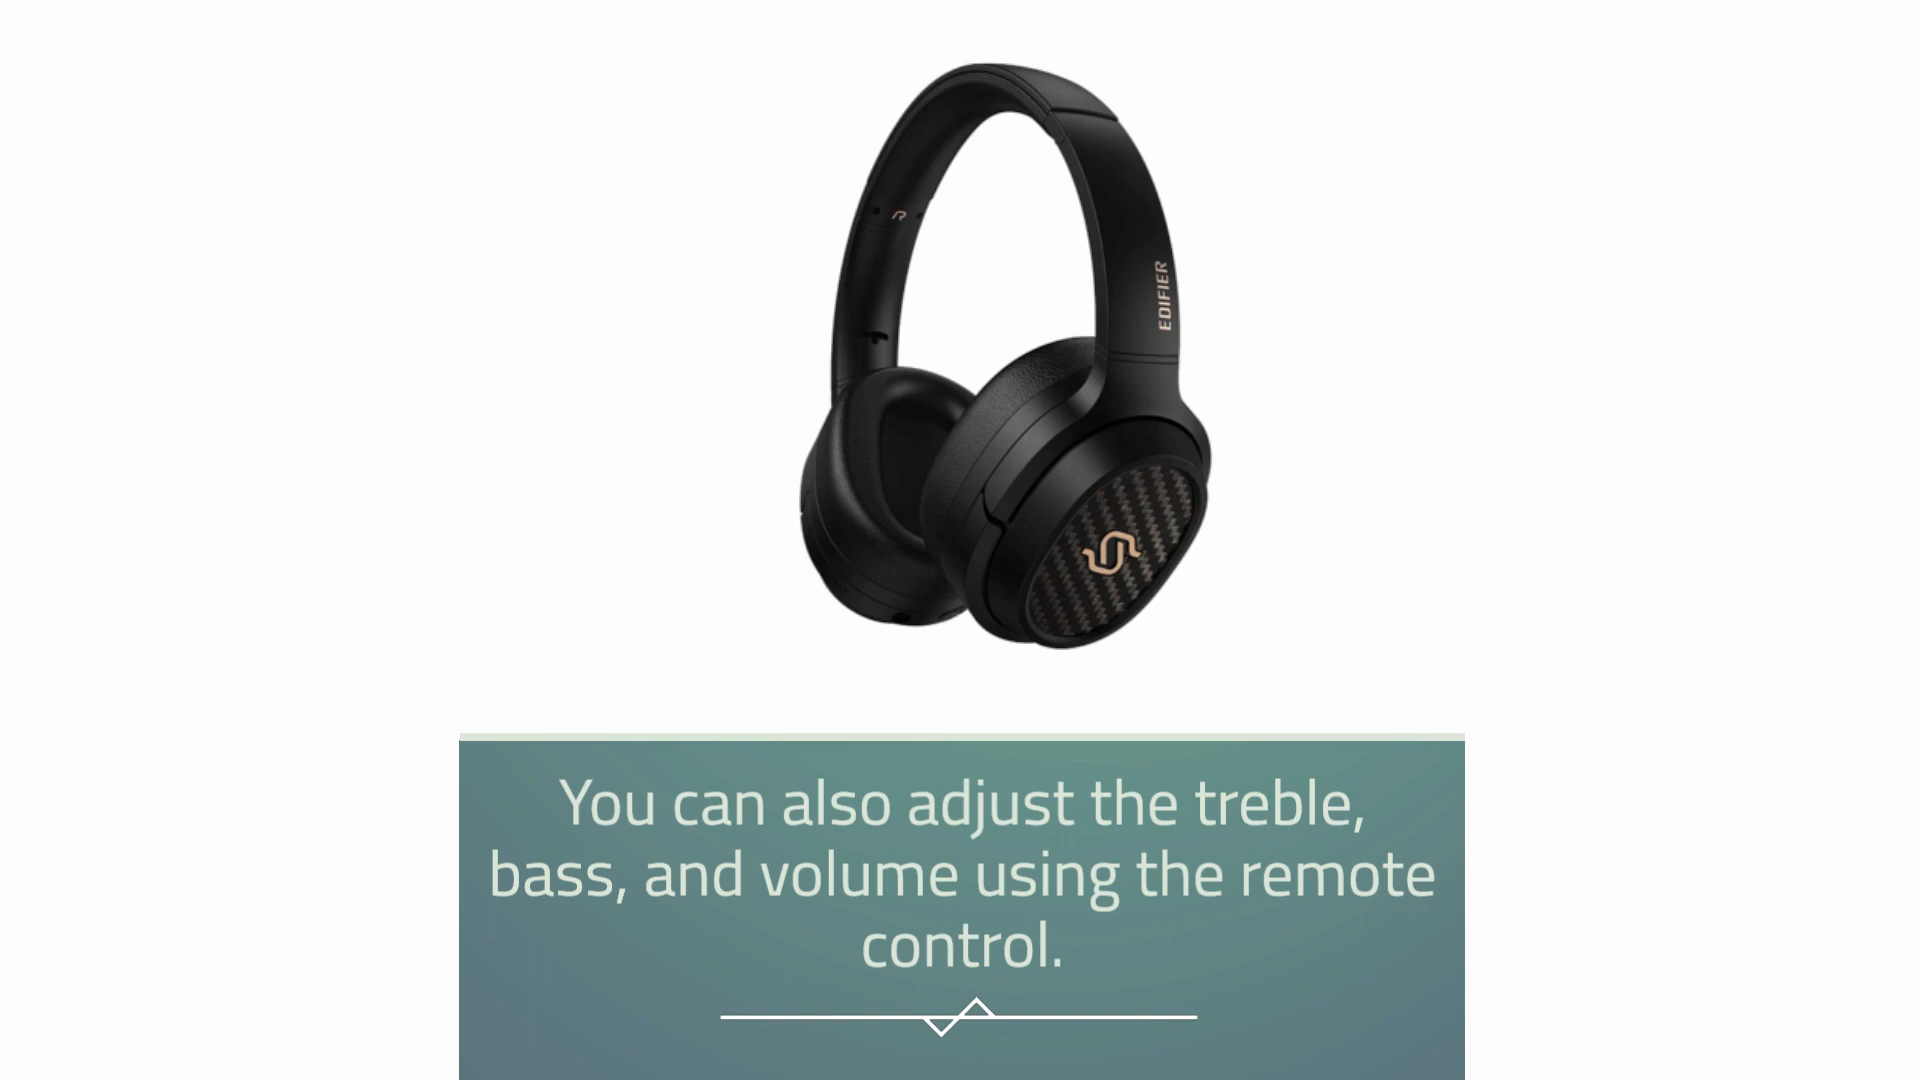 R
EDIFIER
You can also adjust the treble,
bass, and volume using the remote
control.